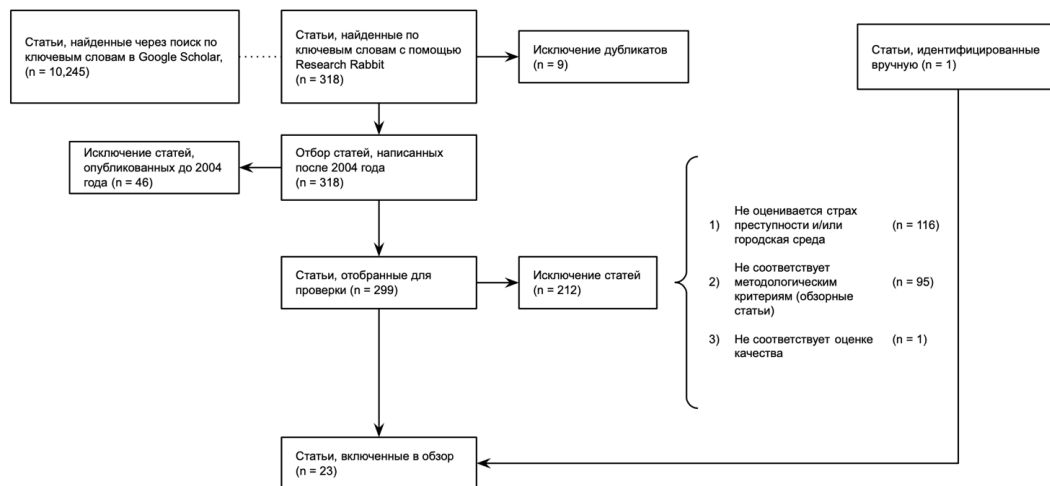 Статьи, найденные через поиск по
ключевым словам в Google Scholar,
(n = 10,245)
Статьи, найденные по
ключевым словам с помощью
Research Rabbit
(n = 318)
Исключение дубликатов
(n = 9)
Статьи, идентифицированные
вручную (n = 1)
Исключение статей,
опубликованных до 2004
года (n = 46)
Отбор статей, написанных
после 2004 года
(n = 318)
Статьи, отобранные для
проверки (n = 299)
Исключение статей
(n = 212)
1) Не оценивается страх
преступности и/или
городская среда
(n = 116)
2) Не соответствует
методологическим
критериям (обзорные
статьи)
(n = 95)
3) Не соответствует оценке
качества
(n = 1)
Статьи, включенные в обзор
(n = 23)